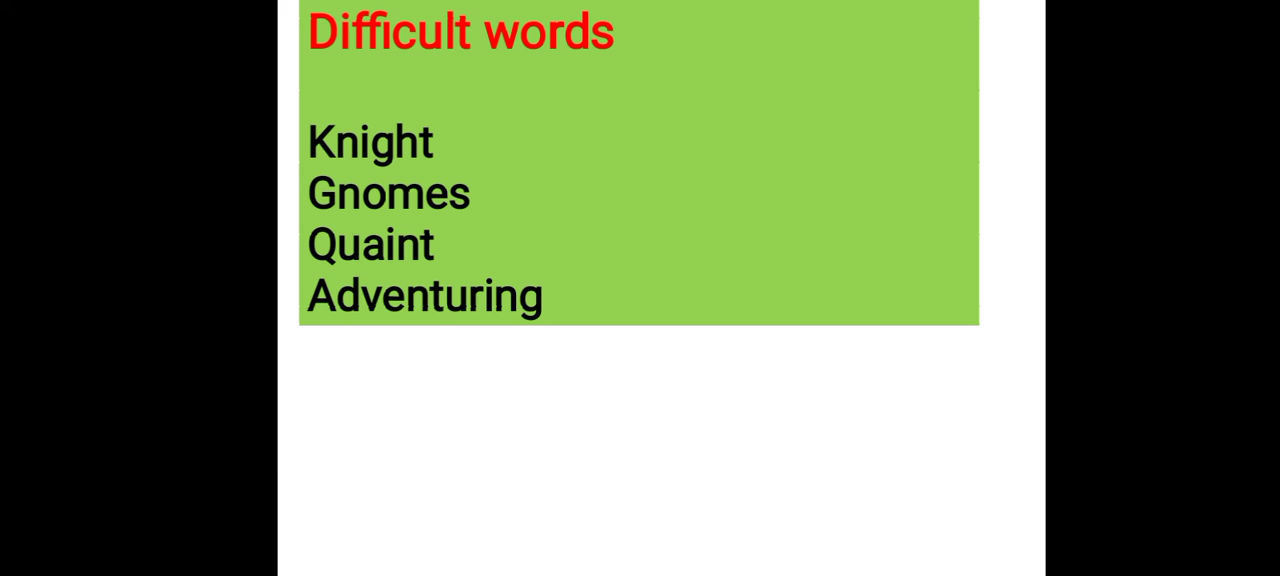 Difficult words
Knight
Gnomes
Quaint
Adventuring